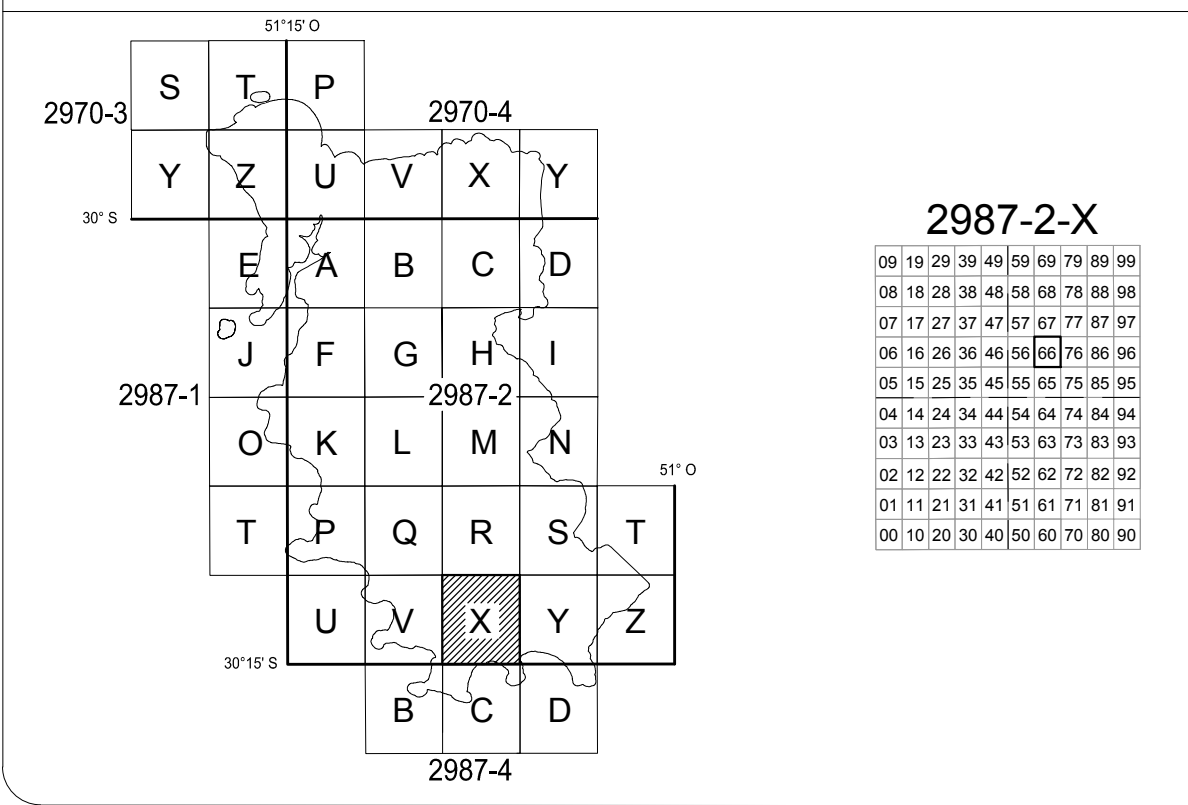 51°15' O
S T P
2970-3
2970-4
Y Z U V X Y
30° S
E A B C D
J F G H I
2987-1
2987-2
O K L M N
51° O
T P Q R S T
U V X Y Z
30°15' S
B C D
2987-4
2987-2-X
09 19 29 39 49 59 69 79 89 99
08 18 28 38 48 58 68 78 88 98
07 17 27 37 47 57 67 77 87 97
06 16 26 36 46 56 66 76 86 96
05 15 25 35 45 55 65 75 85 95
04 14 24 34 44 54 64 74 84 94
03 13 23 33 43 53 63 73 83 93
02 12 22 32 42 52 62 72 82 92
01 11 21 31 41 51 61 71 81 91
00 10 20 30 40 50 60 70 80 90